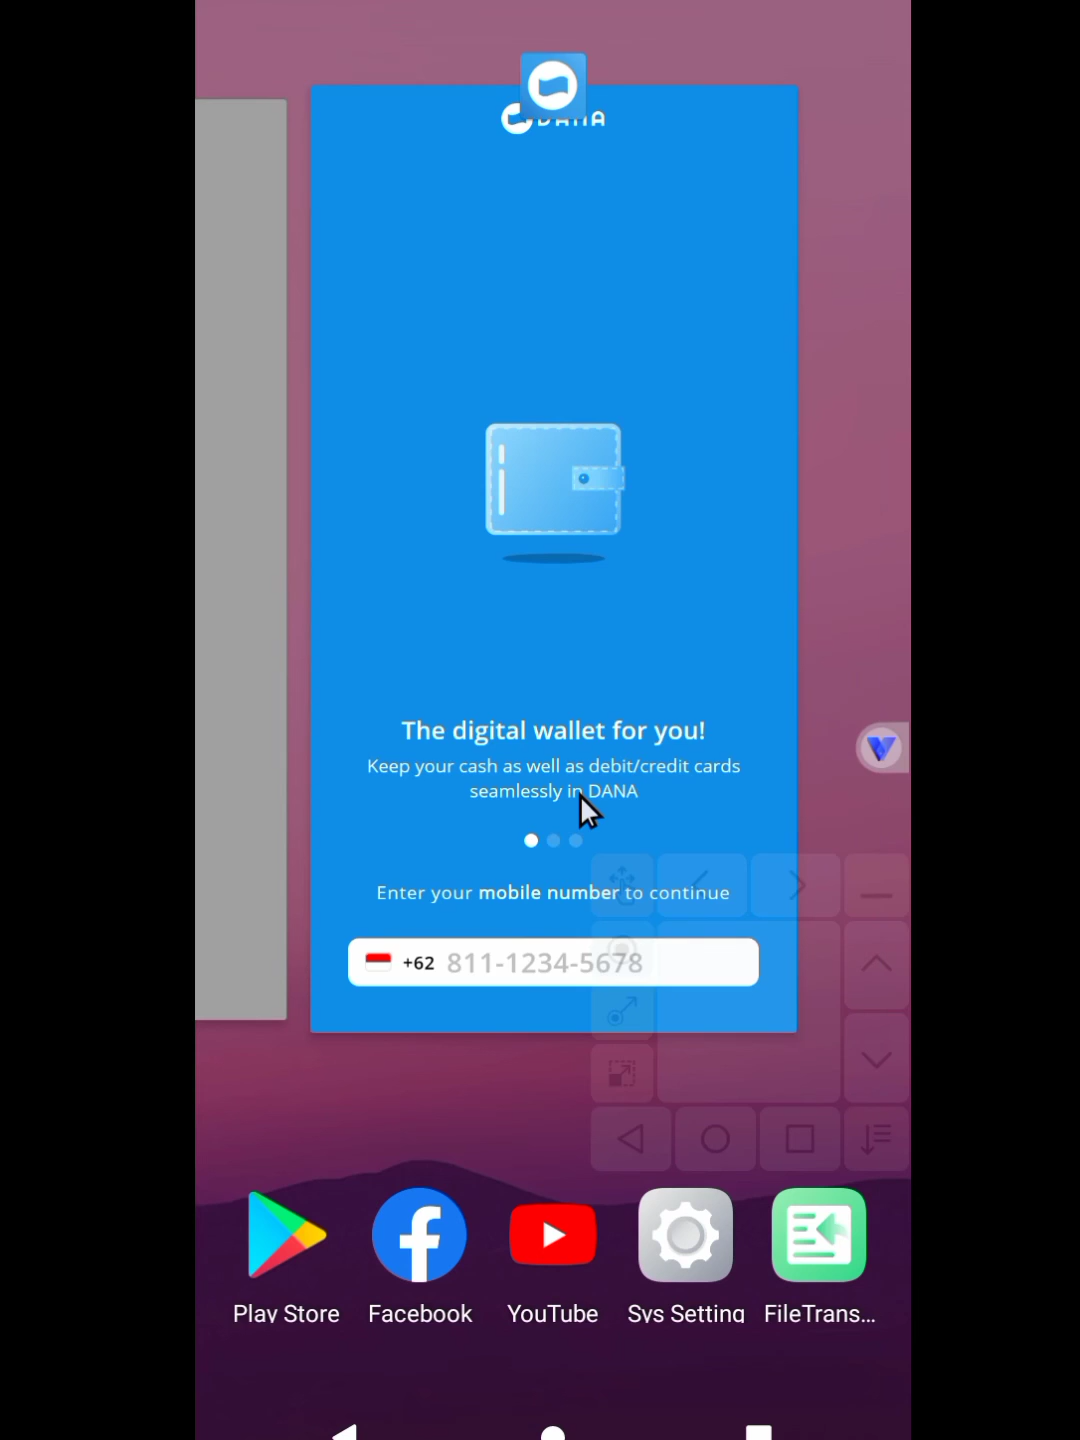 DANA
The digital wallet for you!
Keep your cash as well as debit/credit cards
seamlessly in DANA
Enter your mobile number to continue
+62 811-1234-5678
Play Store Facebook YouTube Sys Setting FileTrans...